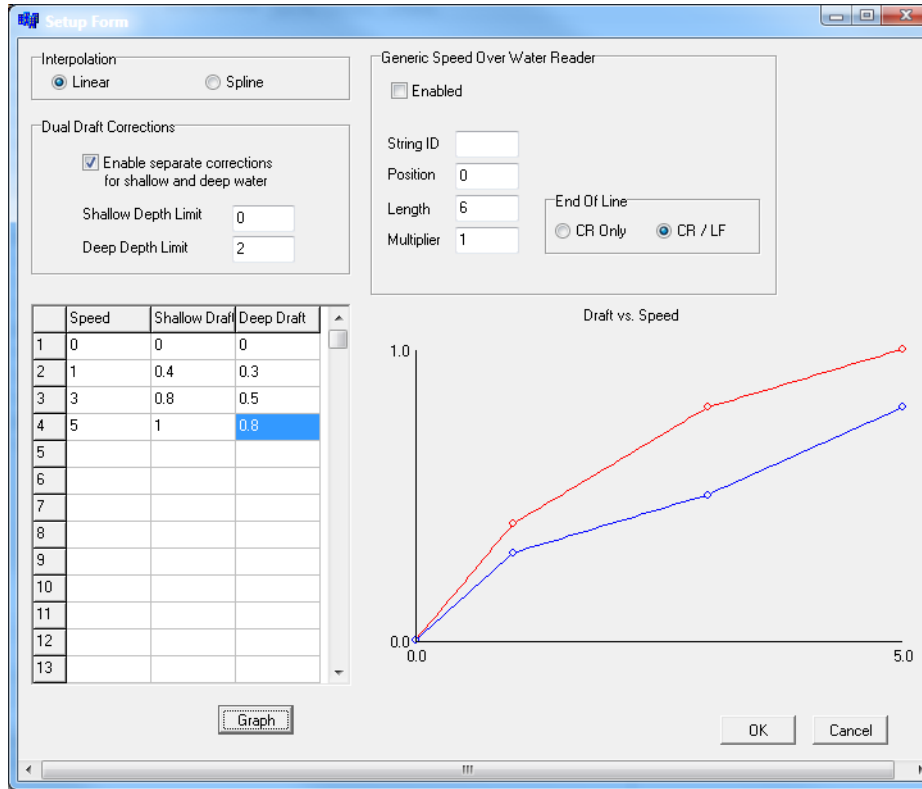 Setup Form
Interpolation
Linear Spline
Dual Draft Corrections
Enable separate corrections
for shallow and deep water
Shallow Depth Limit 0
Deep Depth Limit 2
Generic Speed Over Water Reader
Enabled
String ID
Position 0
Length 6
Multiplier 1
End Of Line
CR Only CR / LF
Speed Shallow Draft Deep Draft
1 0 0 0
2 1 0.4 0.3
3 3 0.8 0.5
4 5 1 0.8
5
6
7
8
9
10
11
12
13
Draft vs. Speed
1.0
0.0
0.0 5.0
Graph
OK Cancel